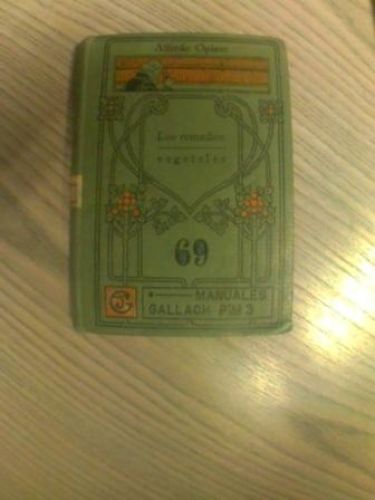 Alfredo Opisso
Los remedios
vegetales
69
MANUALES
GALLACH